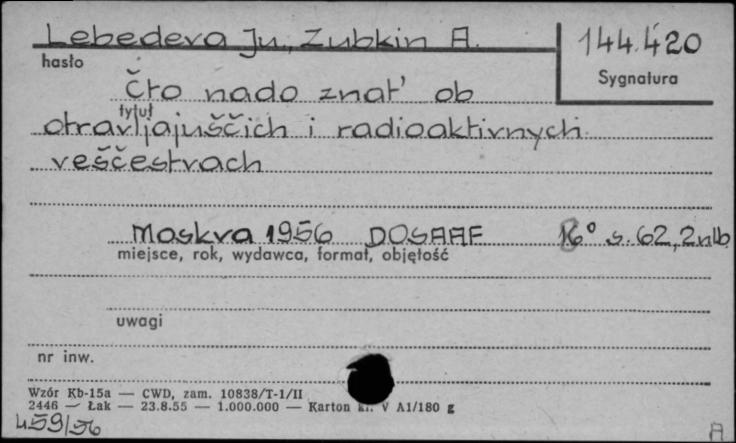 Lebedeva Ju., Zubkin A.
144.420
hasło
Sygnatura
Čto nado znat' ob
tytuł
otravljajuščich i radioaktivnych
veščestvach
Moskva 1956 DOSAAF 16° s. 62, 2nlb
miejsce, rok, wydawca, format, objętość
uwagi
nr inw.
Wzór Kb-15a — CWD, zam. 10838/T-1/II
2446 — Łak — 23.8.55 — 1.000.000 — Karton kl. V A1/180 g
459/56
A